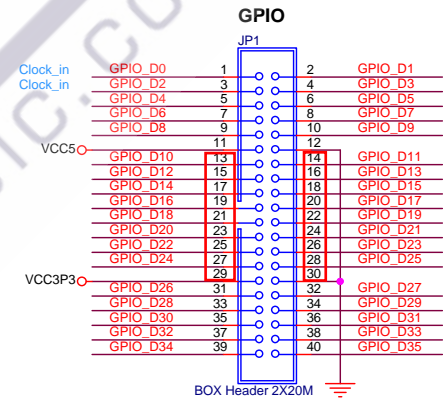 GPIO
JP1
Clock_in GPIO_D0 1 2 GPIO_D1
Clock_in GPIO_D2 3 4 GPIO_D3
GPIO_D4 5 6 GPIO_D5
GPIO_D6 7 8 GPIO_D7
GPIO_D8 9 10 GPIO_D9
VCC5 11 12
GPIO_D10 13 14 GPIO_D11
GPIO_D12 15 16 GPIO_D13
GPIO_D14 17 18 GPIO_D15
GPIO_D16 19 20 GPIO_D17
GPIO_D18 21 22 GPIO_D19
GPIO_D20 23 24 GPIO_D21
GPIO_D22 25 26 GPIO_D23
GPIO_D24 27 28 GPIO_D25
VCC3P3 29 30
GPIO_D26 31 32 GPIO_D27
GPIO_D28 33 34 GPIO_D29
GPIO_D30 35 36 GPIO_D31
GPIO_D32 37 38 GPIO_D33
GPIO_D34 39 40 GPIO_D35
BOX Header 2X20M